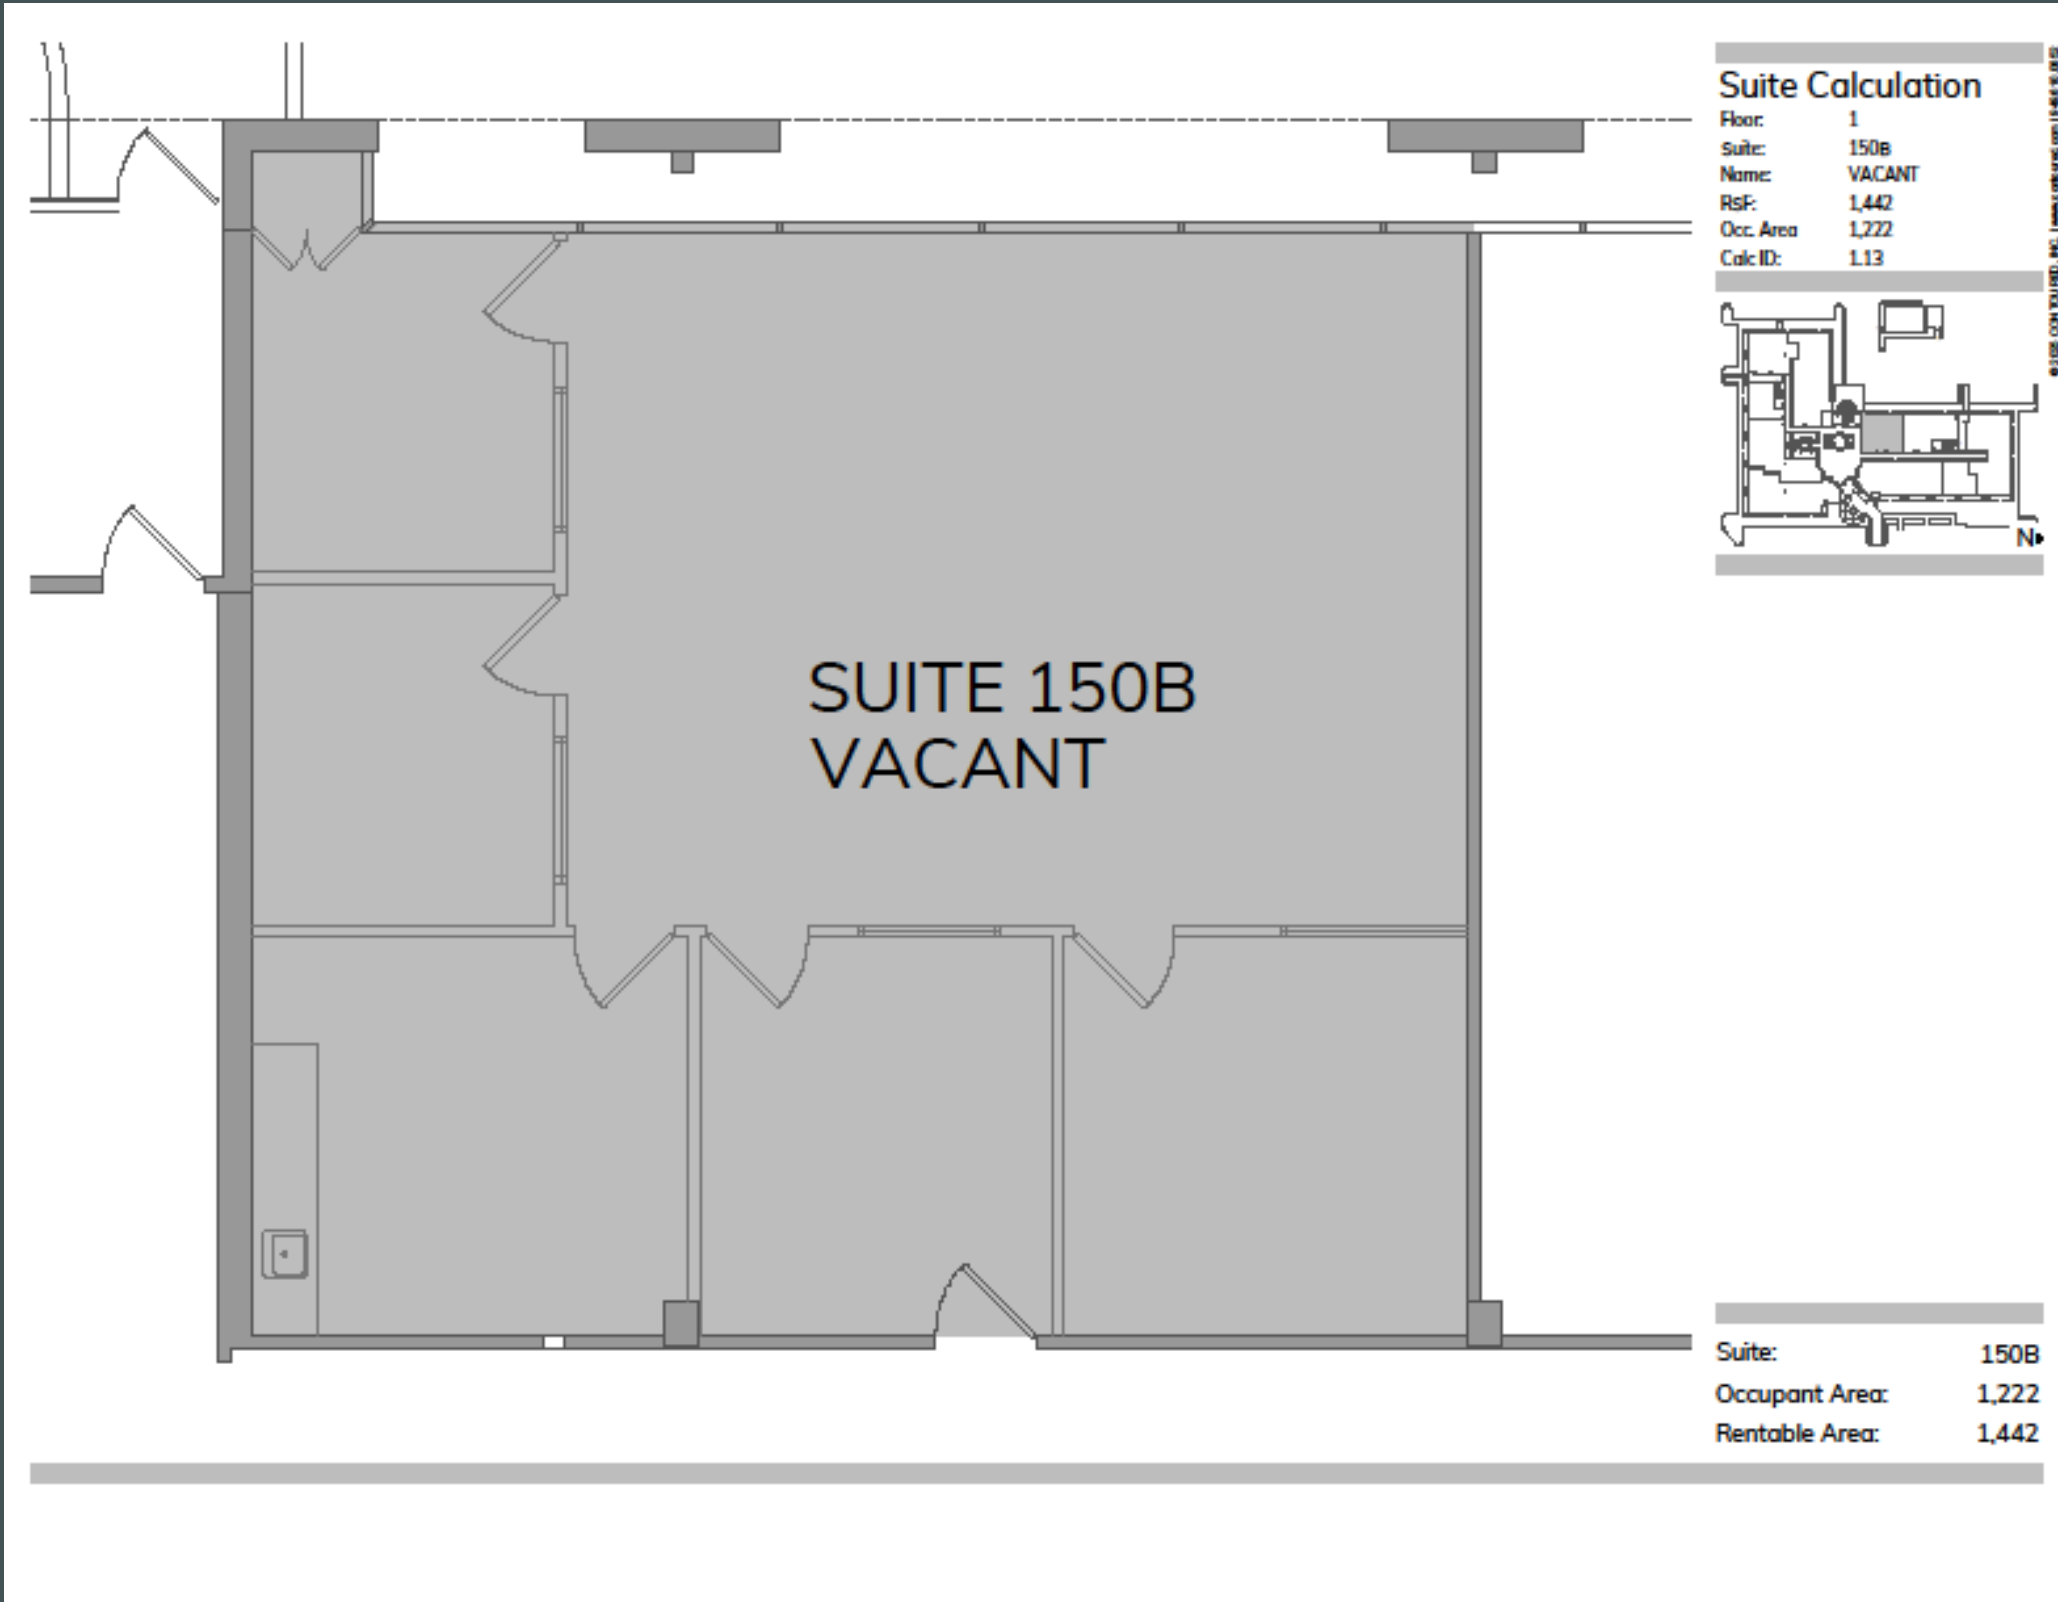 Suite Calculation
Floor: 1
Suite: 150B
Name: VACANT
RSF: 1,442
Occ. Area 1,222
Calc ID: 1.13
N
SUITE 150B
VACANT
Suite: 150B
Occupant Area: 1,222
Rentable Area: 1,442